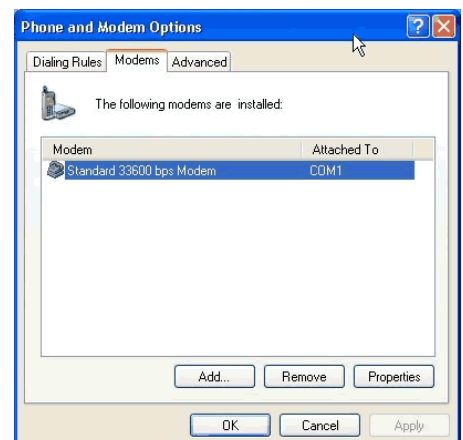 Phone and Modem Options
Dialing Rules Modems Advanced
The following modems are installed:
Modem Attached To
Standard 33600 bps Modem COM1
Add... Remove Properties
OK Cancel Apply